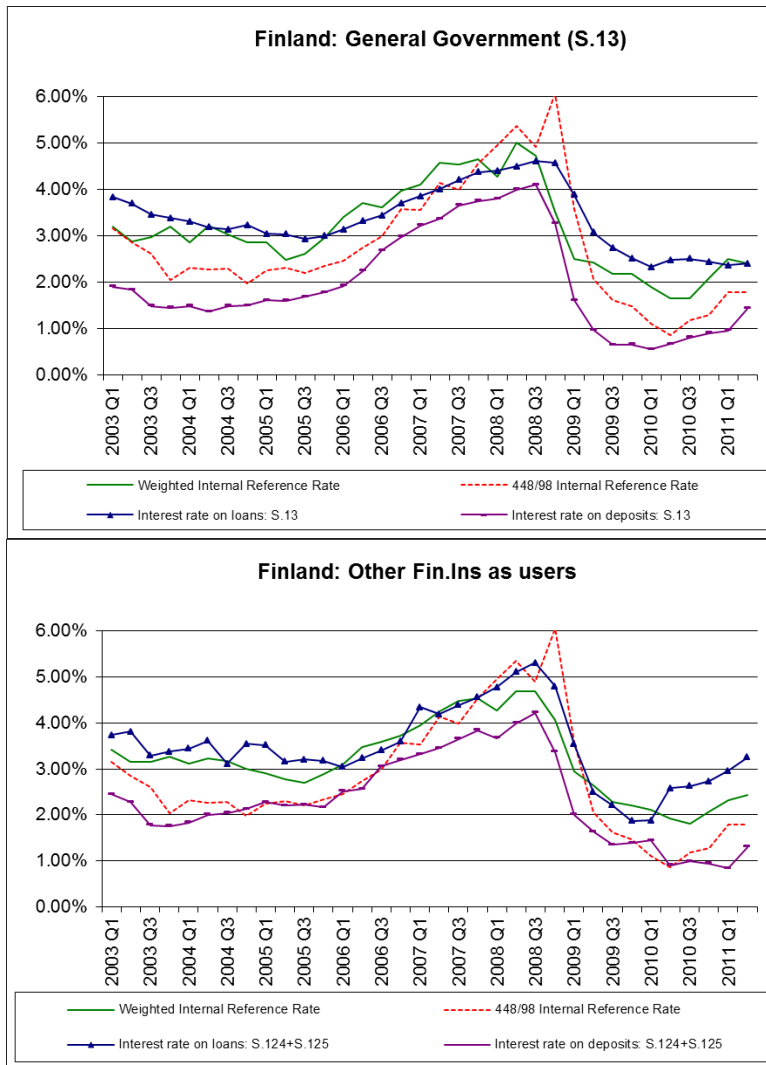 Finland: General Government (S.13)
6.00%
5.00%
4.00%
3.00%
2.00%
1.00%
0.00%
2003 Q1
2003 Q3
2004 Q1
2004 Q3
2005 Q1
2005 Q3
2006 Q1
2006 Q3
2007 Q1
2007 Q3
2008 Q1
2008 Q3
2009 Q1
2009 Q3
2010 Q1
2010 Q3
2011 Q1
Weighted Internal Reference Rate
448/98 Internal Reference Rate
Interest rate on loans: S.13
Interest rate on deposits: S.13
Finland: Other Fin.Ins as users
6.00%
5.00%
4.00%
3.00%
2.00%
1.00%
0.00%
2003 Q1
2003 Q3
2004 Q1
2004 Q3
2005 Q1
2005 Q3
2006 Q1
2006 Q3
2007 Q1
2007 Q3
2008 Q1
2008 Q3
2009 Q1
2009 Q3
2010 Q1
2010 Q3
2011 Q1
Weighted Internal Reference Rate
448/98 Internal Reference Rate
Interest rate on loans: S.124+S.125
Interest rate on deposits: S.124+S.125